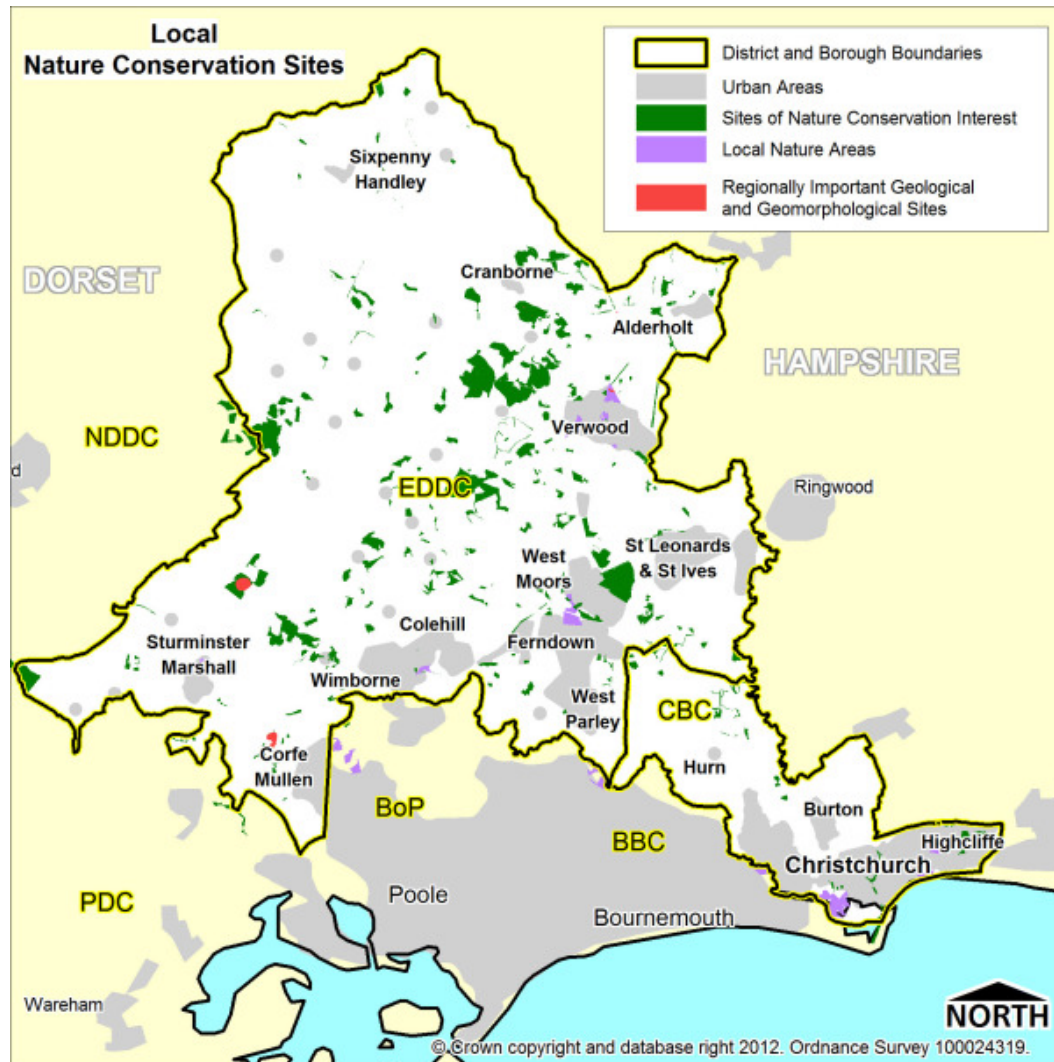 Local
Nature Conservation Sites
District and Borough Boundaries
Urban Areas
Sites of Nature Conservation Interest
Local Nature Areas
Regionally Important Geological
and Geomorphological Sites
Sixpenny
Handley
DORSET
Cranborne
Alderholt
HAMPSHIRE
NDDC
Verwood
d
EDDC
Ringwood
St Leonards
& St Ives
West
Moors
Colehill
Ferndown
Sturminster
Marshall
Wimborne
West
Parley
CBC
Corfe
Mullen
Hurn
BoP
Burton
BBC
Highcliffe
Christchurch
PDC
Poole
Bournemouth
Wareham
NORTH
© Crown copyright and database right 2012. Ordnance Survey 100024319.